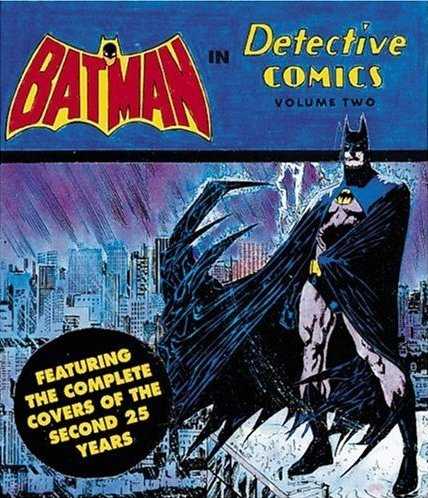 BATMAN
IN
Detective
COMICS
VOLUME TWO
FEATURING
THE COMPLETE
COVERS OF THE
SECOND 25
YEARS